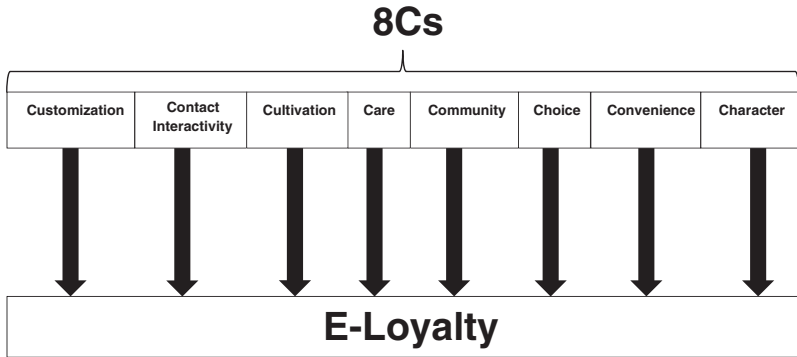 8Cs
Customization
Contact
Interactivity
Cultivation
Care
Community
Choice
Convenience
Character
E-Loyalty